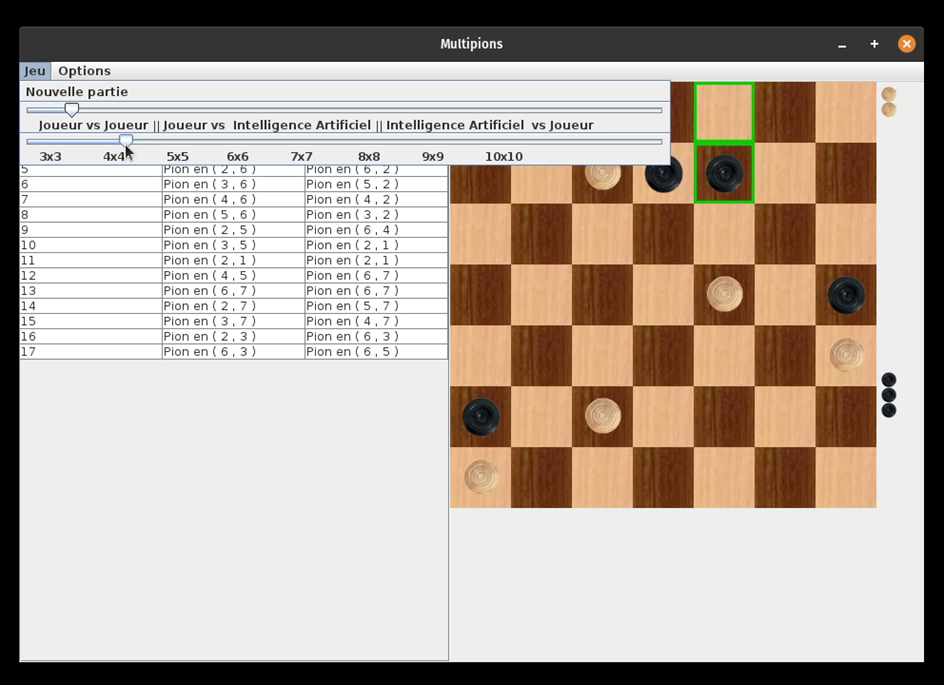 Multipions
Jeu Options
Nouvelle partie
Joueur vs Joueur || Joueur vs  Intelligence Artificiel || Intelligence Artificiel  vs Joueur
3x3 4x4 5x5 6x6 7x7 8x8 9x9 10x10
5 Pion en ( 2 , 6 ) Pion en ( 6 , 2 )
6 Pion en ( 3 , 6 ) Pion en ( 5 , 2 )
7 Pion en ( 4 , 6 ) Pion en ( 4 , 2 )
8 Pion en ( 5 , 6 ) Pion en ( 3 , 2 )
9 Pion en ( 2 , 5 ) Pion en ( 6 , 4 )
10 Pion en ( 3 , 5 ) Pion en ( 2 , 1 )
11 Pion en ( 2 , 1 ) Pion en ( 2 , 1 )
12 Pion en ( 4 , 5 ) Pion en ( 6 , 7 )
13 Pion en ( 6 , 7 ) Pion en ( 6 , 7 )
14 Pion en ( 2 , 7 ) Pion en ( 5 , 7 )
15 Pion en ( 3 , 7 ) Pion en ( 4 , 7 )
16 Pion en ( 2 , 3 ) Pion en ( 6 , 3 )
17 Pion en ( 6 , 3 ) Pion en ( 6 , 5 )